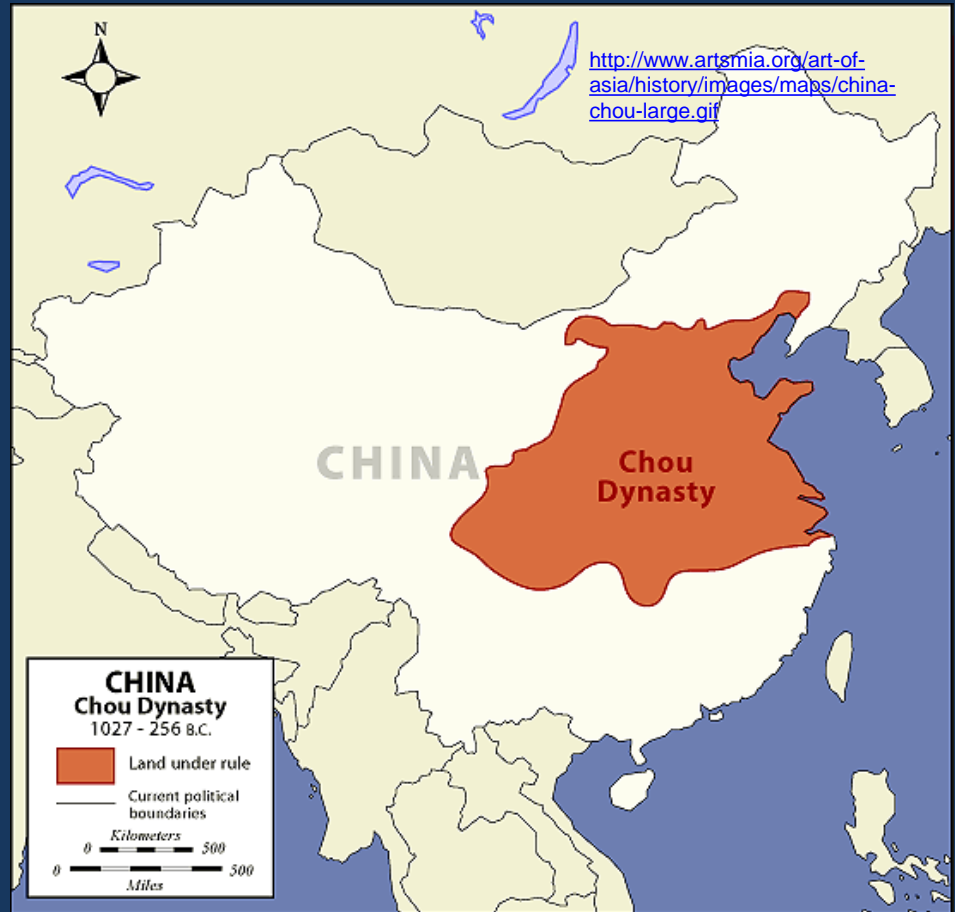 N
http://www.artsmia.org/art-of-
asia/history/images/maps/china-
chou-large.gif
CHINA
Chou
Dynasty
CHINA
Chou Dynasty
1027 - 256 B.C.
Land under rule
Current political
boundaries
Kilometers
0 500
0 500
Miles